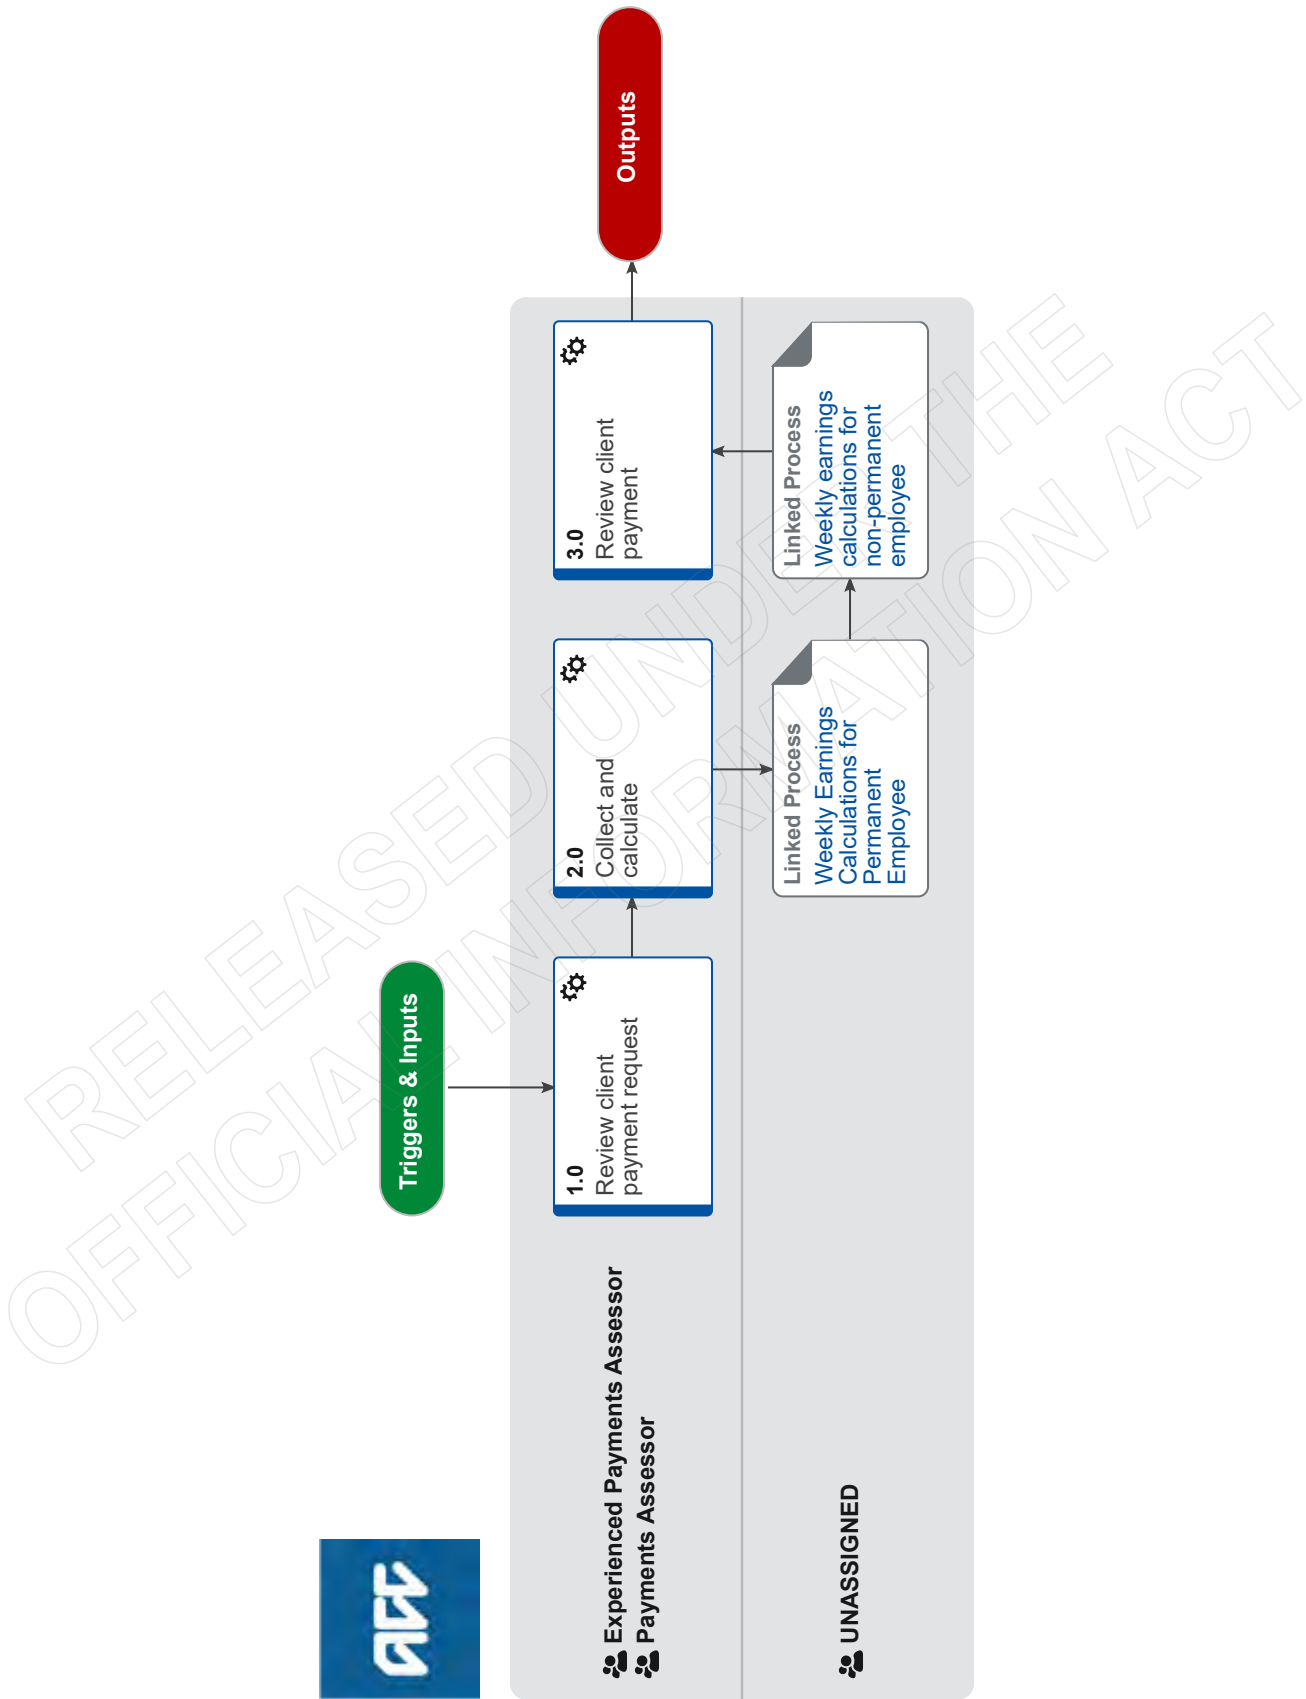 acc
Triggers & Inputs
Experienced Payments Assessor
Payments Assessor
1.0
Review client
payment request
2.0
Collect and
calculate
3.0
Review client
payment
Outputs
UNASSIGNED
Linked Process
Weekly Earnings
Calculations for
Permanent
Employee
Linked Process
Weekly earnings
calculations for
non-permanent
employee
RELEASED UNDER THE
OFFICIAL INFORMATION ACT